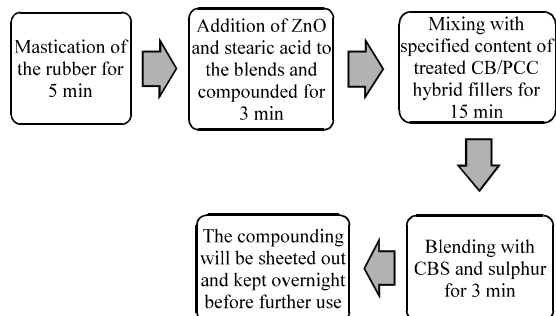 Mastication of
the rubber for
5 min
Addition of ZnO
and stearic acid to
the blends and
compounded for
3 min
Mixing with
specified content of
treated CB/PCC
hybrid fillers for
15 min
Blending with
CBS and sulphur
for 3 min
The compounding
will be sheeted out
and kept overnight
before further use